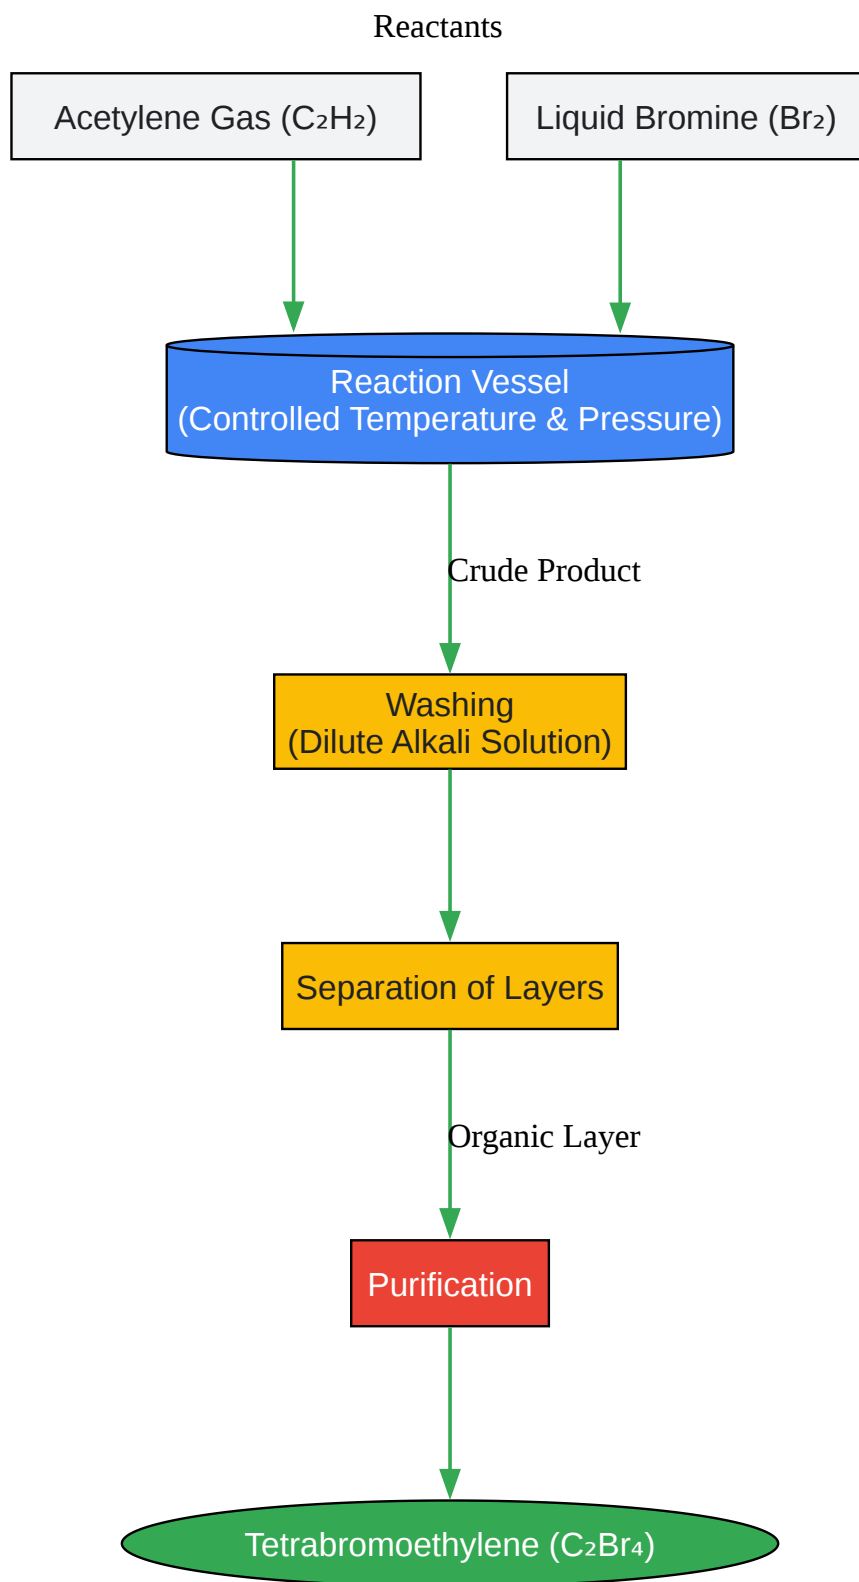 Reactants
Acetylene Gas (C₂H₂)
Liquid Bromine (Br₂)
Reaction Vessel
(Controlled Temperature & Pressure)
Crude Product
Washing
(Dilute Alkali Solution)
Separation of Layers
Organic Layer
Purification
Tetrabromoethylene (C₂Br₄)